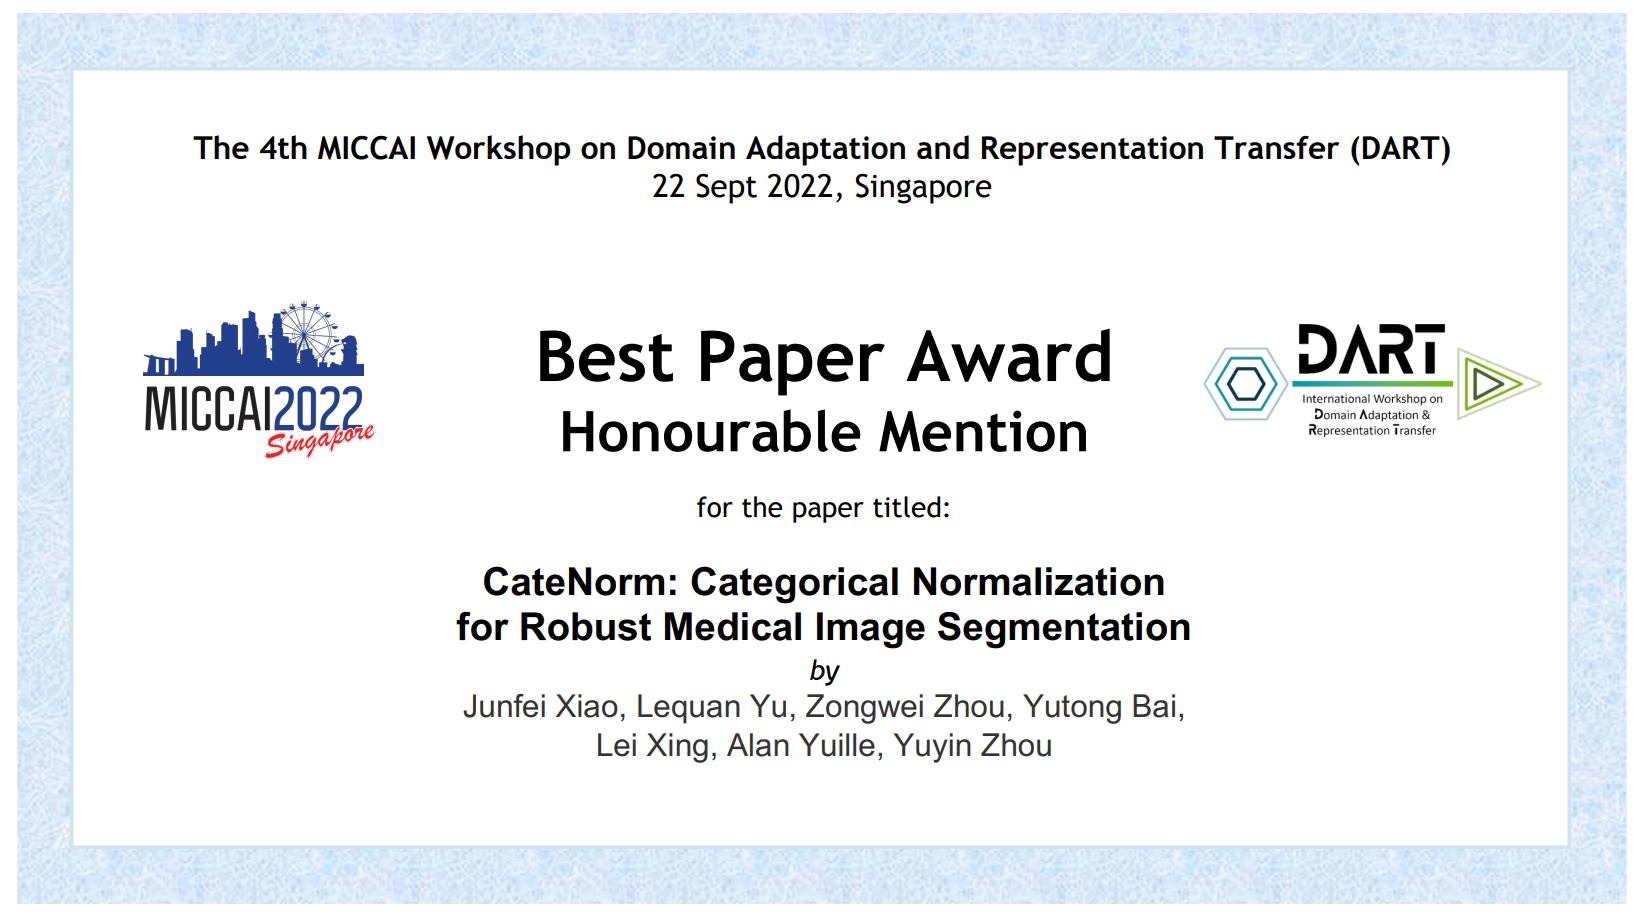 The 4th MICCAI Workshop on Domain Adaptation and Representation Transfer (DART)
22 Sept 2022, Singapore
MICCAI2022
Singapore
Best Paper Award
Honourable Mention
DART
International Workshop on
Domain Adaptation &
Representation Transfer
for the paper titled:
CateNorm: Categorical Normalization
for Robust Medical Image Segmentation
by
Junfei Xiao, Lequan Yu, Zongwei Zhou, Yutong Bai,
Lei Xing, Alan Yuille, Yuyin Zhou